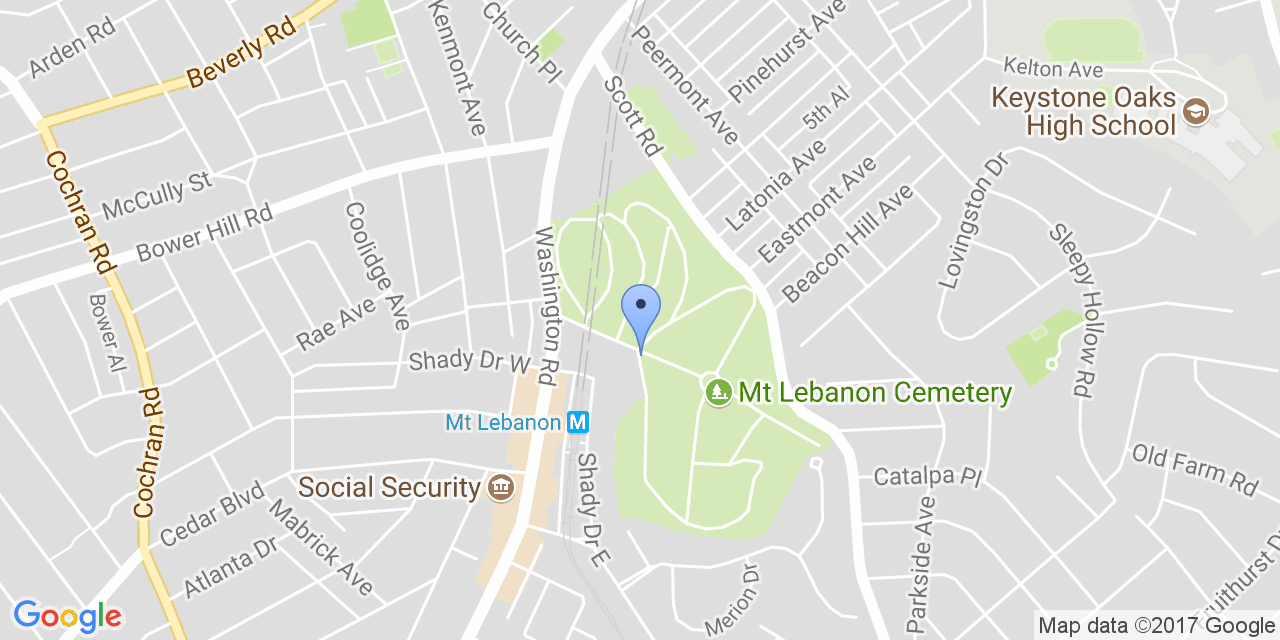 Arden Rd
Beverly Rd
Kenmont Ave
Church Pl
Peermont Ave
Pinehurst Ave
Scott Rd
5th Al
Kelton Ave
Keystone Oaks
High School
Cochran Rd
McCully St
Bower Hill Rd
Coolidge Ave
Washington Rd
Latonia Ave
Eastmont Ave
Beacon Hill Ave
Lovingston Dr
Sleepy Hollow Rd
Bower Al
Rae Ave
Shady Dr W
Mt Lebanon Cemetery
Mt Lebanon
M
Cochran Rd
Social Security
Shady Dr E
Catalpa Pl
Old Farm Rd
Cedar Blvd
Mabrick Ave
Atlanta Dr
Merion Dr
Parkside Ave
Fruithurst Dr
Google
Map data ©2017 Google